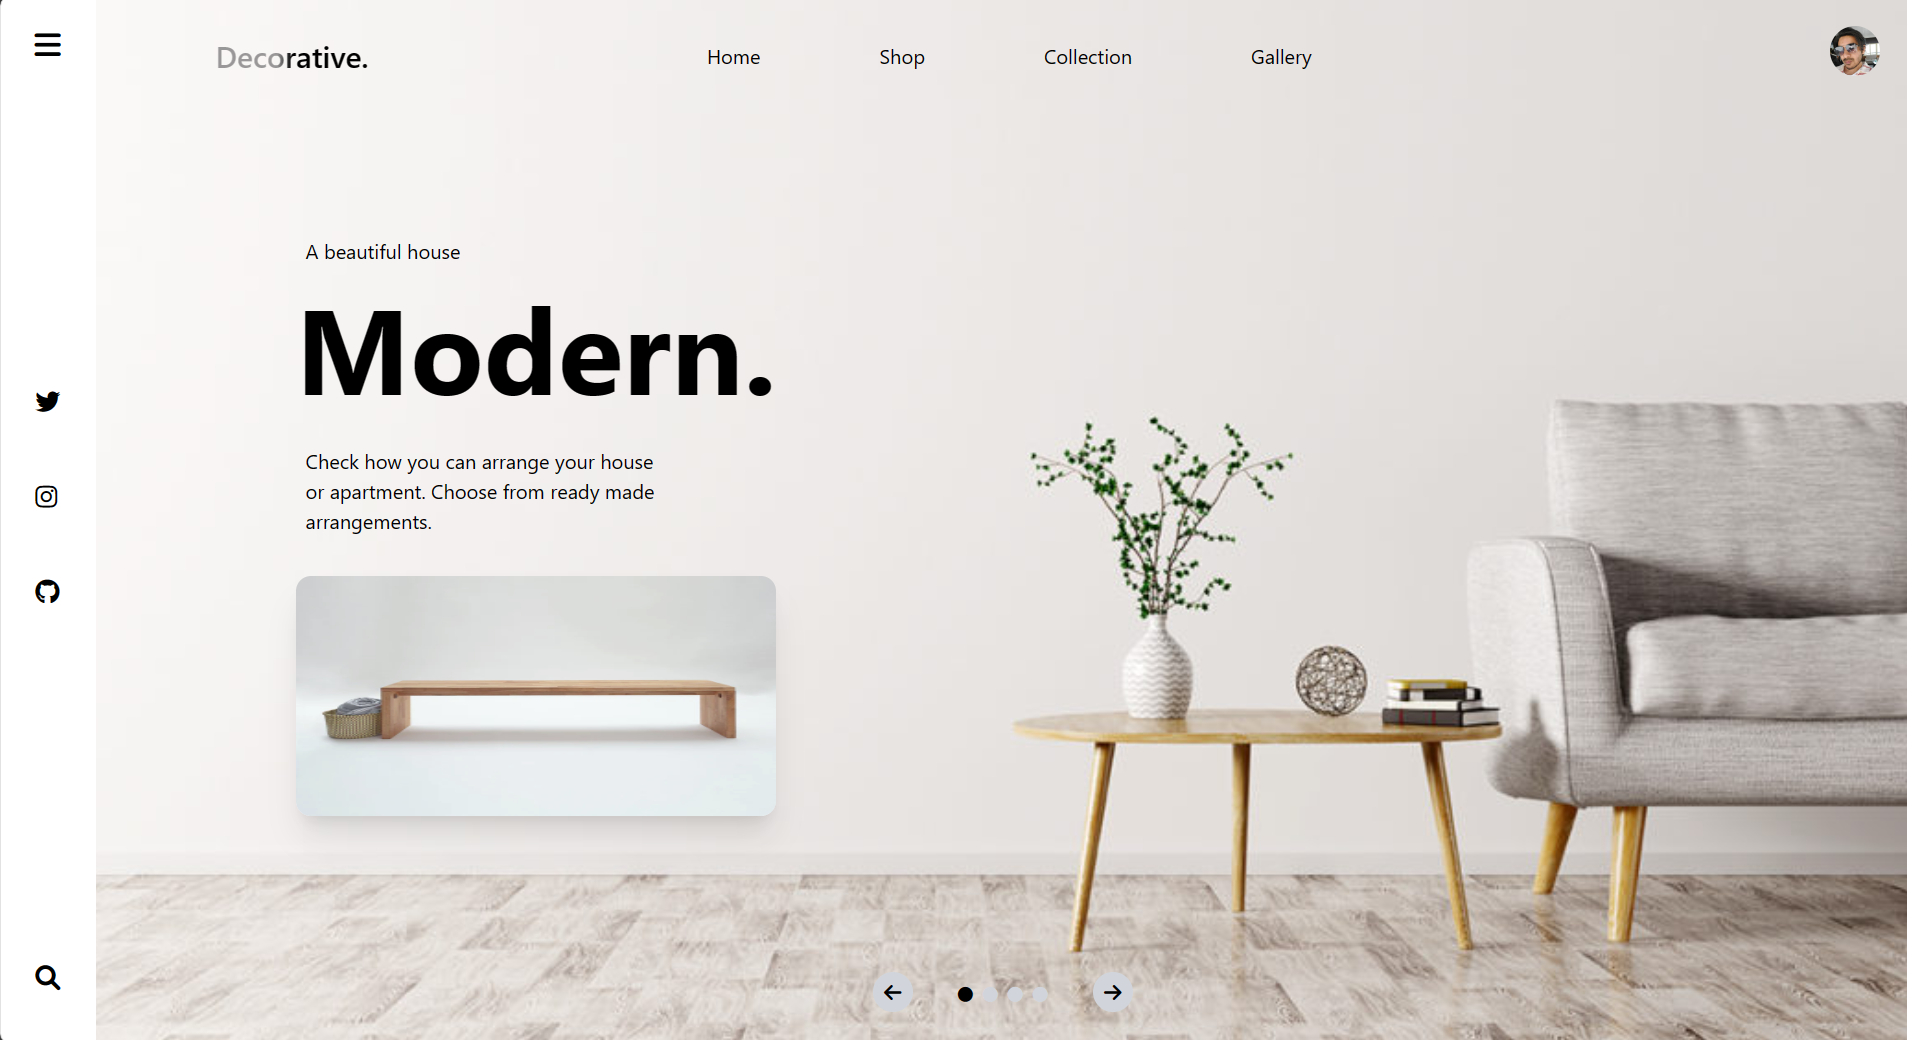 Decorative.
Home
Shop
Collection
Gallery
A beautiful house
Modern.
Check how you can arrange your house
or apartment. Choose from ready made
arrangements.